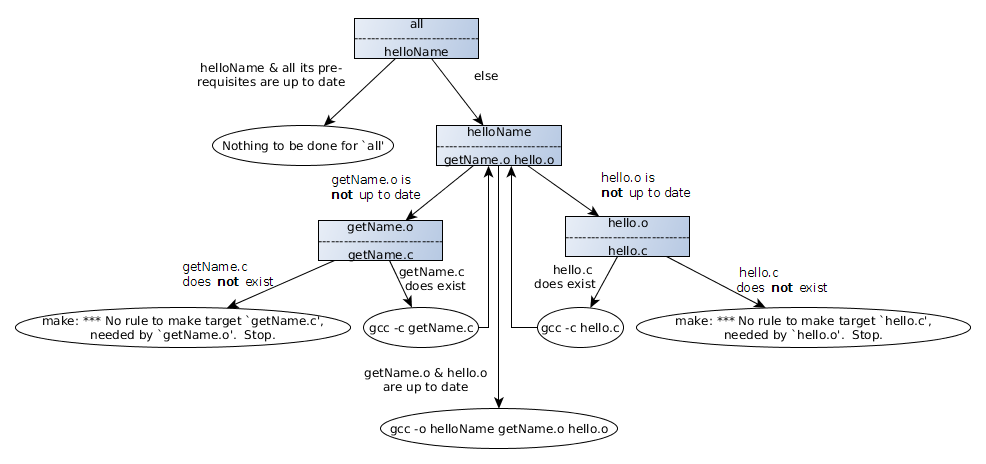 all
helloName
helloName & all its pre-
requisites are up to date
else
Nothing to be done for `all'
helloName
getName.o hello.o
getName.o is
not up to date
hello.o is
not up to date
getName.o
getName.c
hello.o
hello.c
getName.c
does not exist
getName.c
does exist
hello.c
does exist
hello.c
does not exist
make: *** No rule to make target `getName.c',
needed by `getName.o'. Stop.
gcc -c getName.c
gcc -c hello.c
make: *** No rule to make target `hello.c',
needed by `hello.o'. Stop.
getName.o & hello.o
are up to date
gcc -o helloName getName.o hello.o